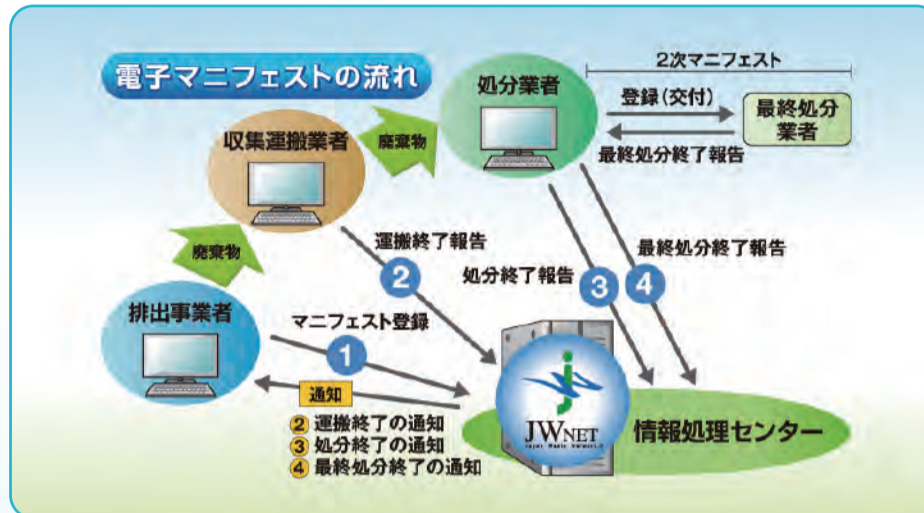 電子マニフェストの流れ
2次マニフェスト
処分業者
登録(交付)
最終処分
業者
最終処分終了報告
廃棄物
収集運搬業者
廃棄物
運搬終了報告
②
処分終了報告
③
最終処分終了報告
④
排出事業者
マニフェスト登録
①
通知
② 運搬終了の通知
③ 処分終了の通知
④ 最終処分終了の通知
JWNET
情報処理センター